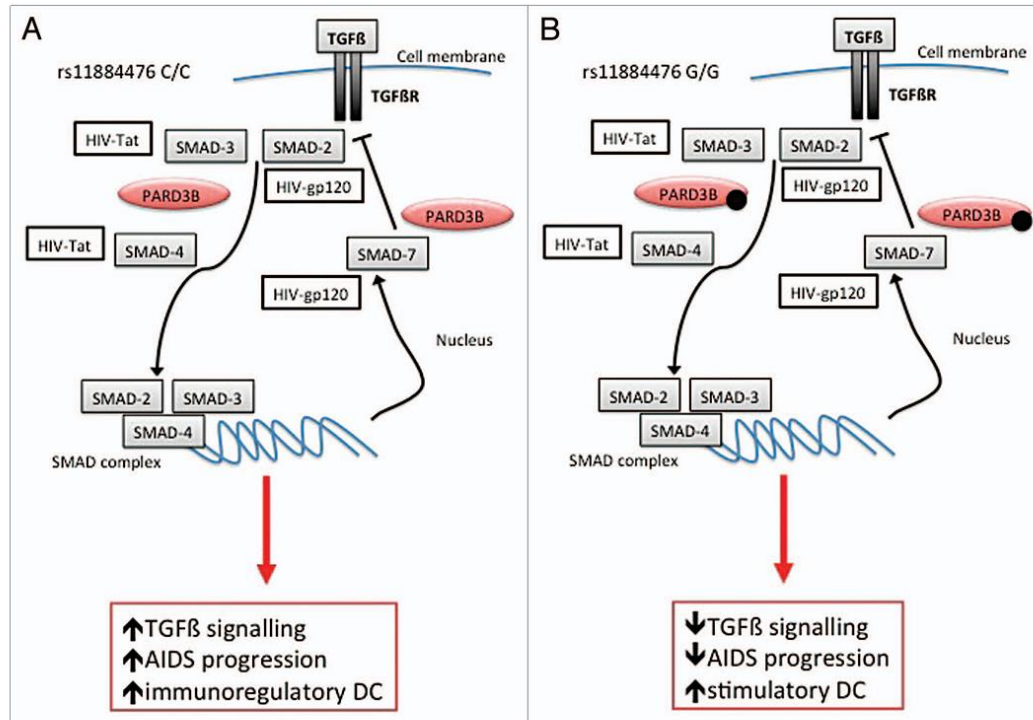 A
TGFß
Cell membrane
rs11884476 C/C
TGFßR
HIV-Tat
SMAD-3
SMAD-2
HIV-gp120
PARD3B
PARD3B
HIV-Tat
SMAD-4
SMAD-7
HIV-gp120
Nucleus
SMAD-2
SMAD-3
SMAD-4
SMAD complex
↑TGFß signalling
↑AIDS progression
↑immunoregulatory DC
B
TGFß
Cell membrane
rs11884476 G/G
TGFßR
HIV-Tat
SMAD-3
SMAD-2
HIV-gp120
PARD3B
PARD3B
HIV-Tat
SMAD-4
SMAD-7
HIV-gp120
Nucleus
SMAD-2
SMAD-3
SMAD-4
SMAD complex
↓TGFß signalling
↓AIDS progression
↑stimulatory DC